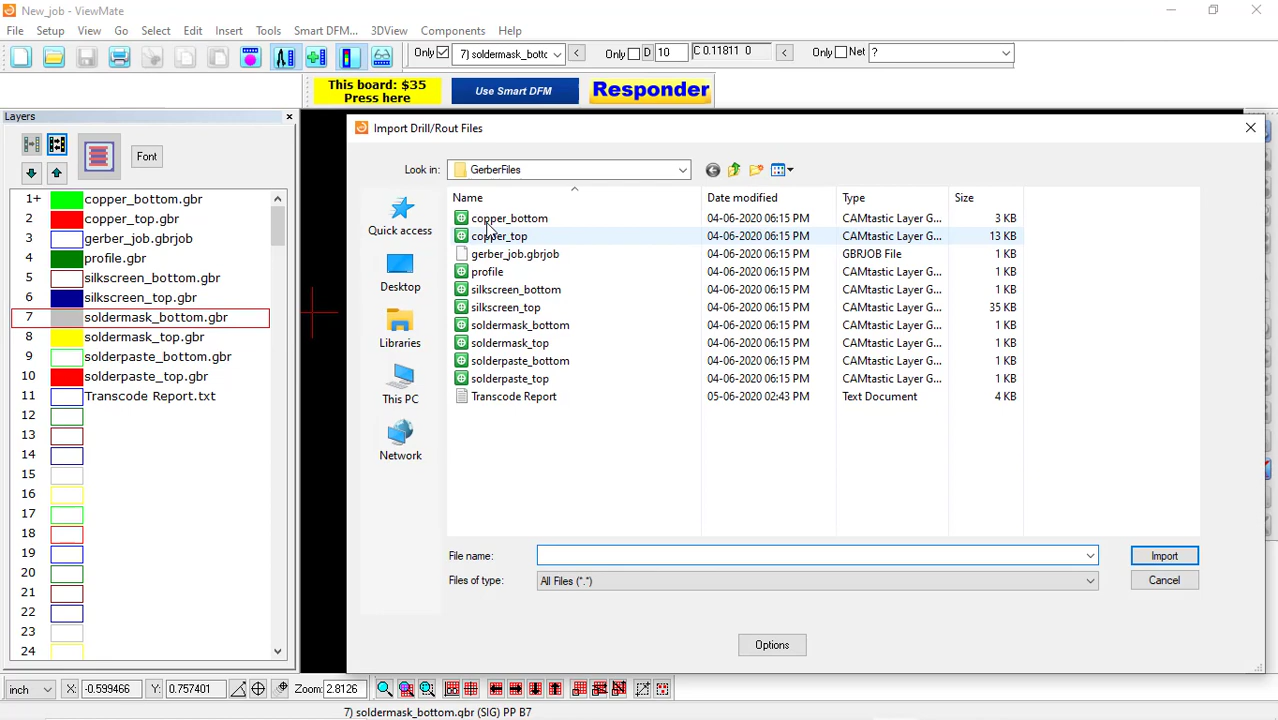 New_job - ViewMate
File Setup View Go Select Edit Insert Tools Smart DFM... 3DView Components Help
Only 7) soldermask_bottc < Only D 10 C 0.11811 0 < Only Net ?
This board: $35
Press here
Use Smart DFM
Responder
Layers
Font
1+ copper_bottom.gbr
2 copper_top.gbr
3 gerber_job.gbrjob
4 profile.gbr
5 silkscreen_bottom.gbr
6 silkscreen_top.gbr
7 soldermask_bottom.gbr
8 soldermask_top.gbr
9 solderpaste_bottom.gbr
10 solderpaste_top.gbr
11 Transcode Report.txt
12
13
14
15
16
17
18
19
20
21
22
23
24
Import Drill/Rout Files
Look in: GerberFiles
Quick access
Desktop
Libraries
This PC
Network
Name Date modified Type Size
copper_bottom 04-06-2020 06:15 PM CAMtastic Layer G... 3 KB
copper_top 04-06-2020 06:15 PM CAMtastic Layer G... 13 KB
gerber_job.gbrjob 04-06-2020 06:15 PM GBRJOB File 1 KB
profile 04-06-2020 06:15 PM CAMtastic Layer G... 1 KB
silkscreen_bottom 04-06-2020 06:15 PM CAMtastic Layer G... 1 KB
silkscreen_top 04-06-2020 06:15 PM CAMtastic Layer G... 35 KB
soldermask_bottom 04-06-2020 06:15 PM CAMtastic Layer G... 1 KB
soldermask_top 04-06-2020 06:15 PM CAMtastic Layer G... 1 KB
solderpaste_bottom 04-06-2020 06:15 PM CAMtastic Layer G... 1 KB
solderpaste_top 04-06-2020 06:15 PM CAMtastic Layer G... 1 KB
Transcode Report 05-06-2020 02:43 PM Text Document 4 KB
File name: Import
Files of type: All Files (*.*) Cancel
Options
inch X: -0.599466 Y: 0.757401 Zoom: 2.8126
7) soldermask_bottom.gbr (SIG) PP B7